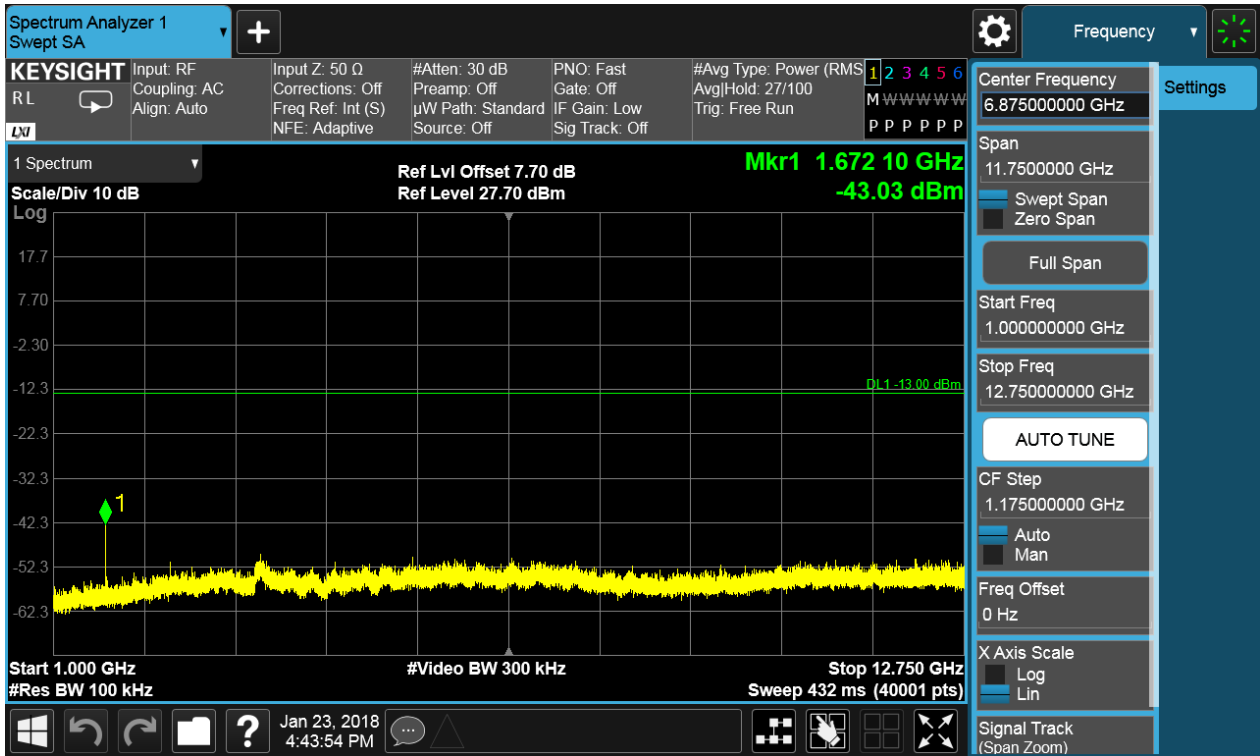 Spectrum Analyzer 1
Swept SA
Frequency
KEYSIGHT
R L
LXI
Input: RF
Coupling: AC
Align: Auto
Input Z: 50 Ω
Corrections: Off
Freq Ref: Int (S)
NFE: Adaptive
#Atten: 30 dB
Preamp: Off
µW Path: Standard
Source: Off
PNO: Fast
Gate: Off
IF Gain: Low
Sig Track: Off
#Avg Type: Power (RMS
Avg|Hold: 27/100
Trig: Free Run
1 2 3 4 5 6
M W W W W W
P P P P P P
1 Spectrum
Scale/Div 10 dB
Log
Ref Lvl Offset 7.70 dB
Ref Level 27.70 dBm
Mkr1 1.672 10 GHz
-43.03 dBm
17.7
7.70
-2.30
-12.3
DL1 -13.00 dBm
-22.3
-32.3
1
-42.3
-52.3
-62.3
Start 1.000 GHz
#Video BW 300 kHz
Stop 12.750 GHz
#Res BW 100 kHz
Sweep 432 ms (40001 pts)
Jan 23, 2018
4:43:54 PM
?
Center Frequency
6.875000000 GHz
Settings
Span
11.7500000 GHz
Swept Span
Zero Span
Full Span
Start Freq
1.000000000 GHz
Stop Freq
12.750000000 GHz
AUTO TUNE
CF Step
1.175000000 GHz
Auto
Man
Freq Offset
0 Hz
X Axis Scale
Log
Lin
Signal Track
(Span Zoom)